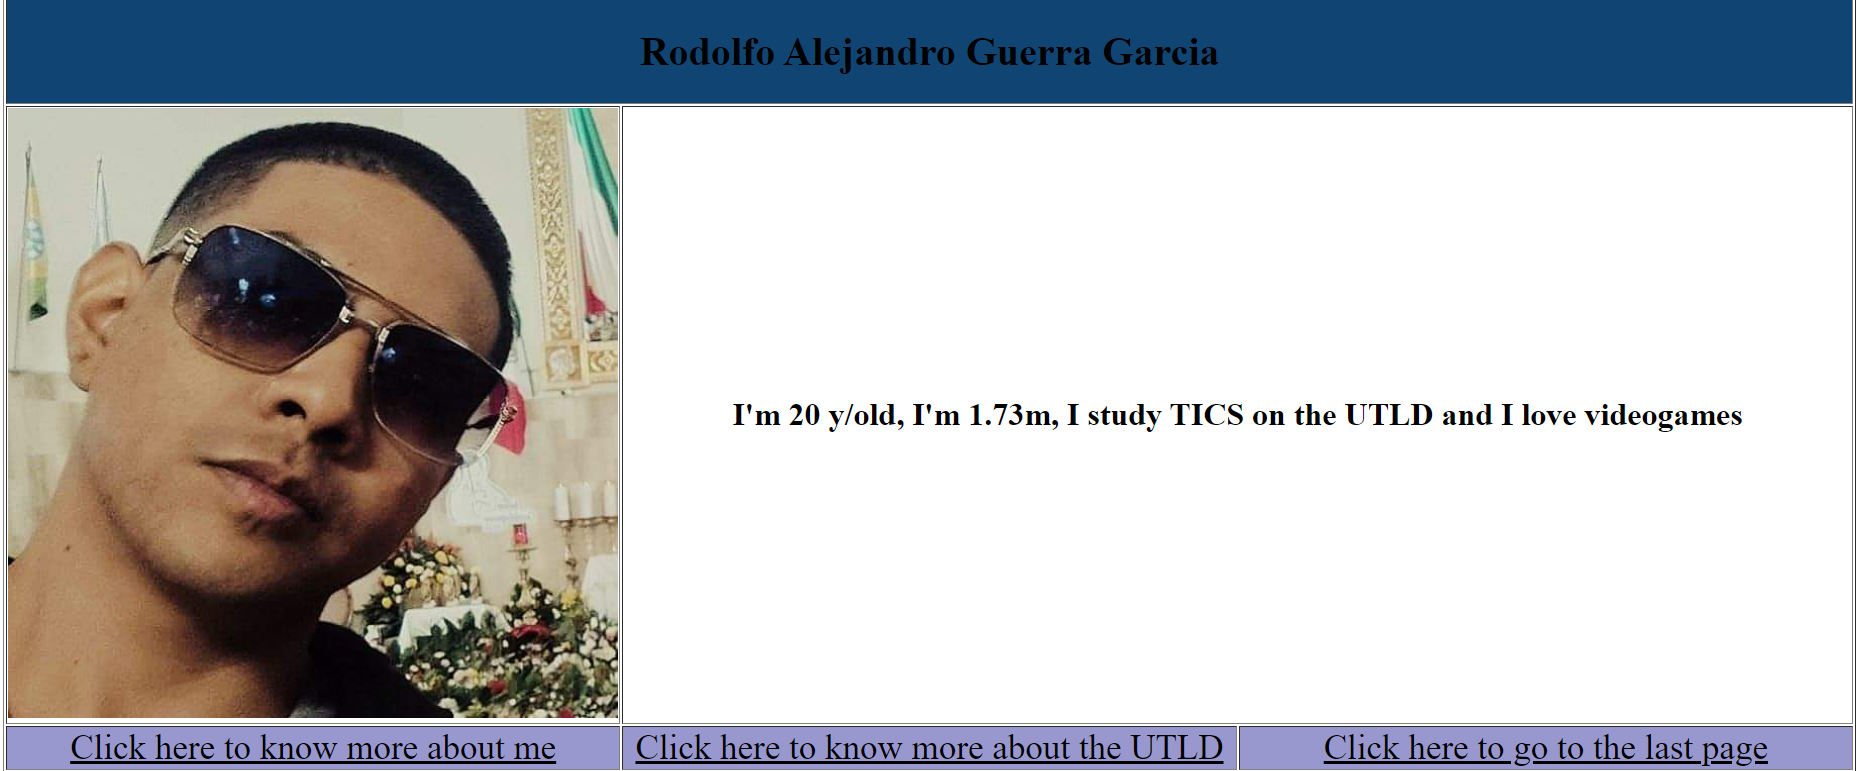 Rodolfo Alejandro Guerra Garcia
I'm 20 y/old, I'm 1.73m, I study TICS on the UTLD and I love videogames
Click here to know more about me
Click here to know more about the UTLD
Click here to go to the last page